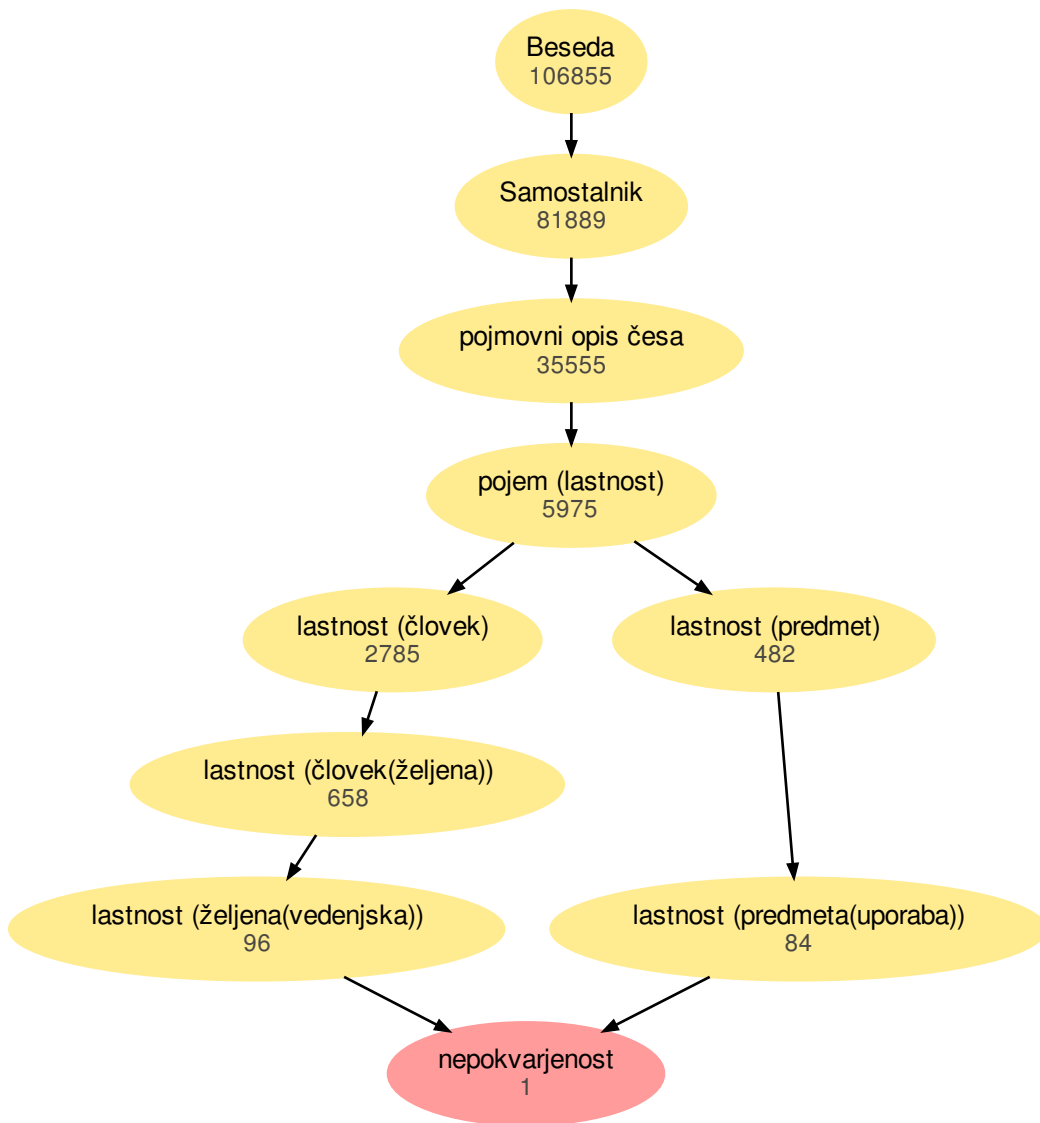 Beseda
106855
Samostalnik
81889
pojmovni opis česa
35555
pojem (lastnost)
5975
lastnost (človek)
2785
lastnost (predmet)
482
lastnost (človek(željena))
658
lastnost (željena(vedenjska))
96
lastnost (predmeta(uporaba))
84
nepokvarjenost
1